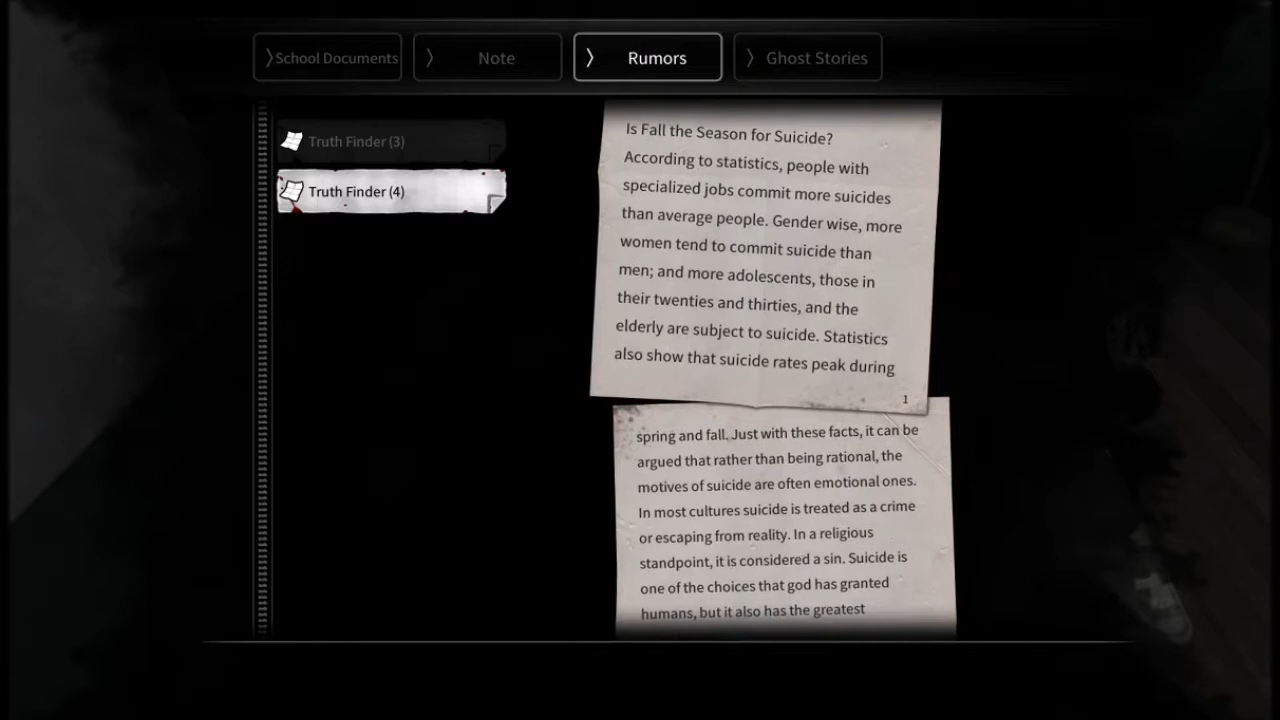 School Documents
Note
Rumors
Ghost Stories
Truth Finder (3)
Truth Finder (4)
Is Fall the Season for Suicide?
According to statistics, people with
specialized jobs commit more suicides
than average people. Gender wise, more
women tend to commit suicide than
men; and more adolescents, those in
their twenties and thirties, and the
elderly are subject to suicide. Statistics
also show that suicide rates peak during
1
spring and fall. Just with these facts, it can be
argued that rather than being rational, the
motives of suicide are often emotional ones.
In most cultures suicide is treated as a crime
or escaping from reality. In a religious
standpoint, it is considered a sin. Suicide is
one of the choices that god has granted
humans, but it also has the greatest